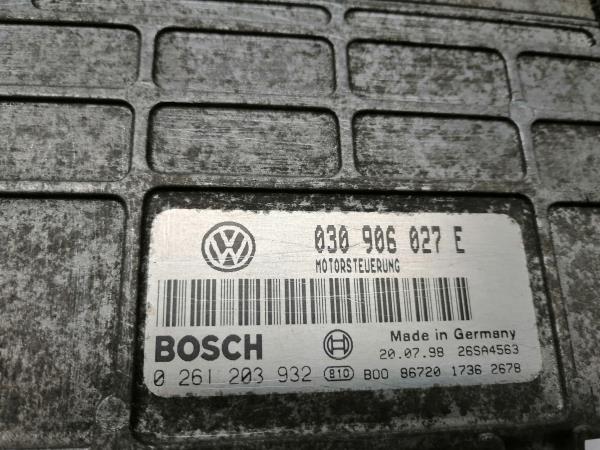 VW 030 906 027 E
MOTORSTEUERUNG
BOSCH Made in Germany
20.07.98 26SA4563
0 261 203 932 810 B00 86720 1736 2678